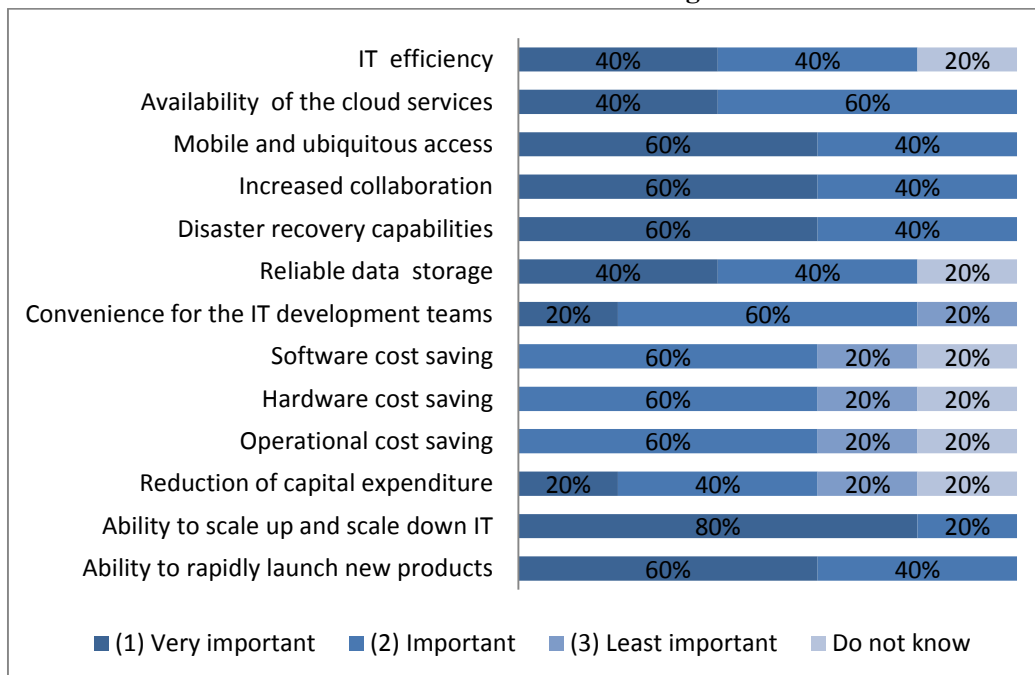 IT efficiency 40% 40% 20%
Availability of the cloud services 40% 60%
Mobile and ubiquitous access 60% 40%
Increased collaboration 60% 40%
Disaster recovery capabilities 60% 40%
Reliable data storage 40% 40% 20%
Convenience for the IT development teams 20% 60% 20%
Software cost saving 60% 20% 20%
Hardware cost saving 60% 20% 20%
Operational cost saving 60% 20% 20%
Reduction of capital expenditure 20% 40% 20% 20%
Ability to scale up and scale down IT 80% 20%
Ability to rapidly launch new products 60% 40%
(1) Very important (2) Important (3) Least important Do not know